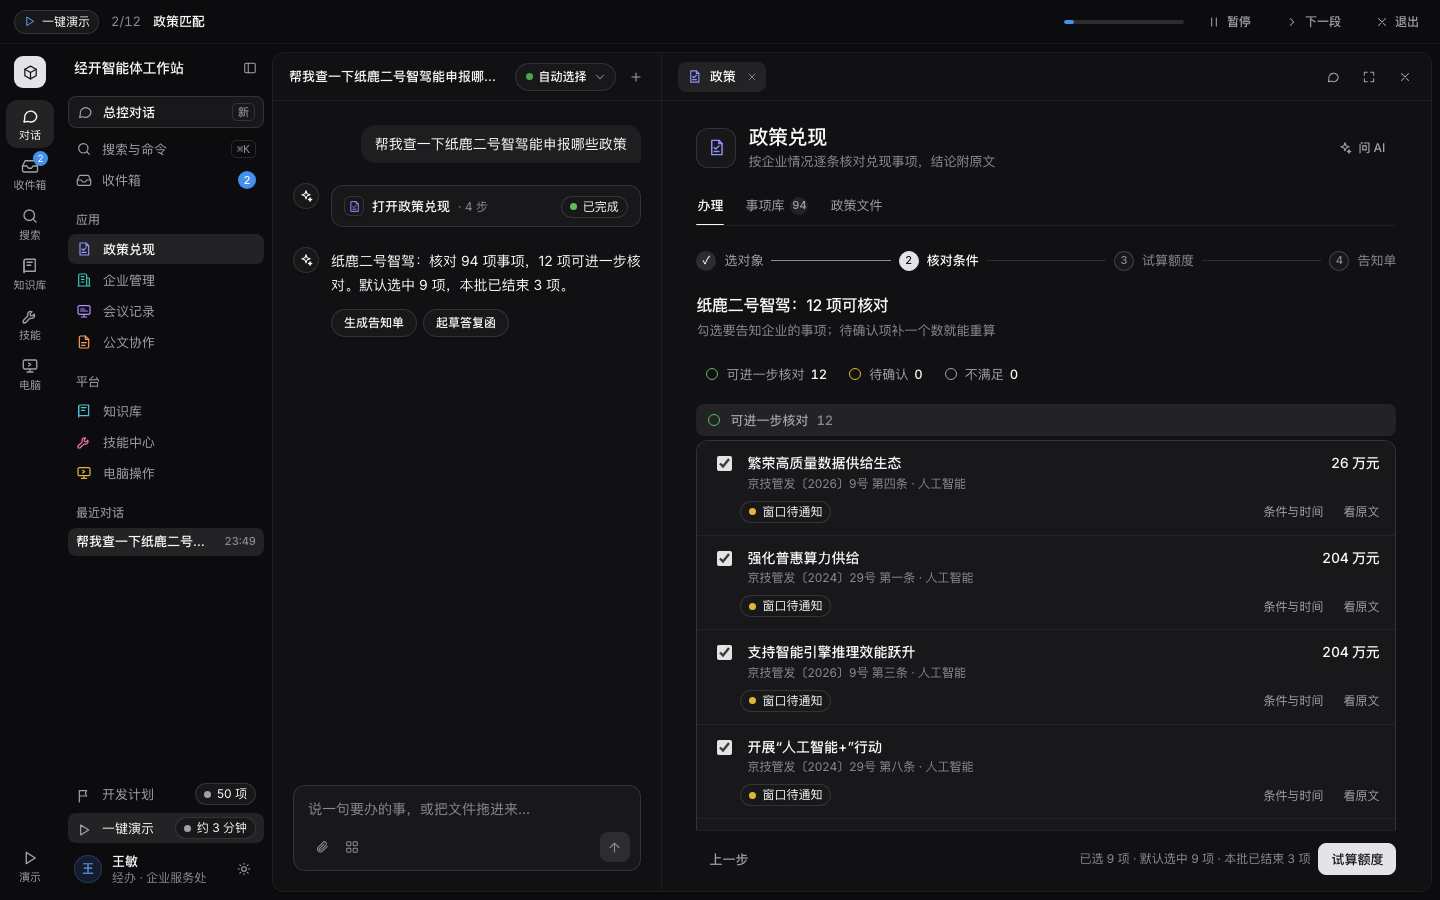 一键演示
2/12
政策匹配
暂停
下一段
退出
对话
2
收件箱
搜索
知识库
技能
电脑
演示
经开智能体工作站
总控对话
新
搜索与命令
⌘K
收件箱
2
应用
政策兑现
企业管理
会议记录
公文协作
平台
知识库
技能中心
电脑操作
最近对话
帮我查一下纸鹿二号...
23:49
开发计划
50 项
一键演示
约 3 分钟
王
王敏
经办 · 企业服务处
帮我查一下纸鹿二号智驾能申报哪...
自动选择
帮我查一下纸鹿二号智驾能申报哪些政策
打开政策兑现 · 4 步
已完成
纸鹿二号智驾：核对 94 项事项，12 项可进一步核
对。默认选中 9 项，本批已结束 3 项。
生成告知单
起草答复函
说一句要办的事，或把文件拖进来...
政策
政策兑现
按企业情况逐条核对兑现事项，结论附原文
问 AI
办理
事项库 94
政策文件
✓ 选对象
2 核对条件
3 试算额度
4 告知单
纸鹿二号智驾：12 项可核对
勾选要告知企业的事项；待确认项补一个数就能重算
可进一步核对 12
待确认 0
不满足 0
可进一步核对 12
繁荣高质量数据供给生态
26 万元
京技管发〔2026〕9号 第四条 · 人工智能
窗口待通知
条件与时间
看原文
强化普惠算力供给
204 万元
京技管发〔2024〕29号 第一条 · 人工智能
窗口待通知
条件与时间
看原文
支持智能引擎推理效能跃升
204 万元
京技管发〔2026〕9号 第三条 · 人工智能
窗口待通知
条件与时间
看原文
开展“人工智能+”行动
京技管发〔2024〕29号 第八条 · 人工智能
窗口待通知
条件与时间
看原文
上一步
已选 9 项 · 默认选中 9 项 · 本批已结束 3 项
试算额度